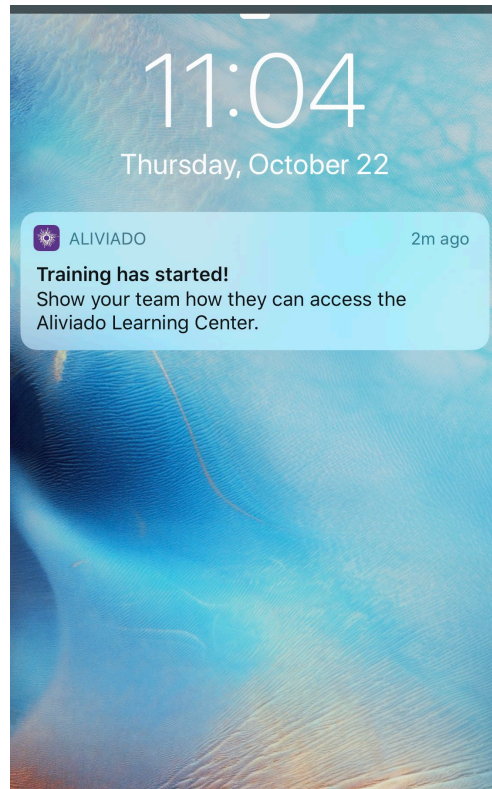 11:04
Thursday, October 22
ALIVIADO 2m ago
Training has started!
Show your team how they can access the
Aliviado Learning Center.